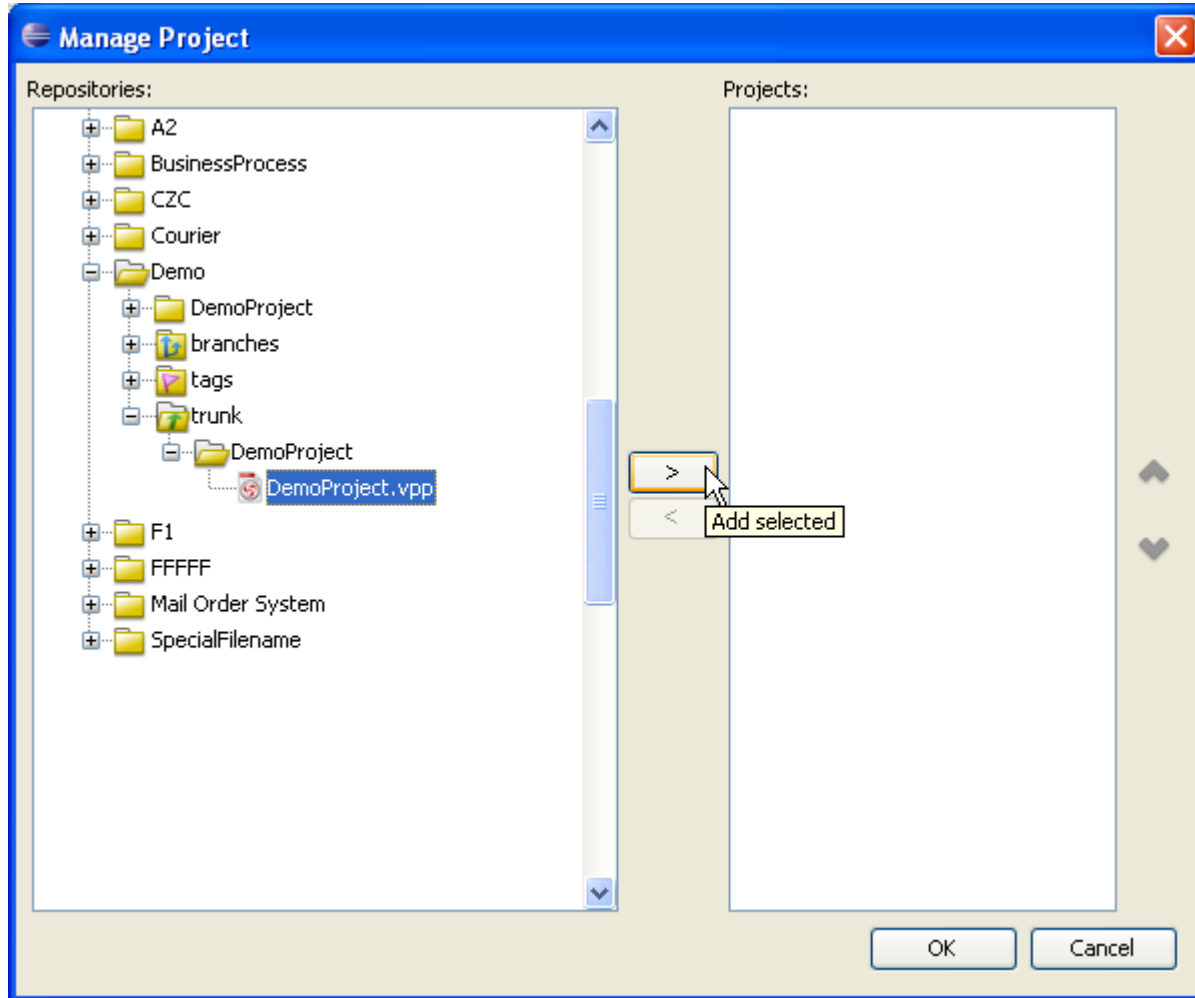 Manage Project
Repositories:
Projects:
A2
BusinessProcess
CZC
Courier
Demo
DemoProject
branches
tags
trunk
DemoProject
DemoProject.vpp
F1
FFFFF
Mail Order System
SpecialFilename
>
<
Add selected
OK
Cancel